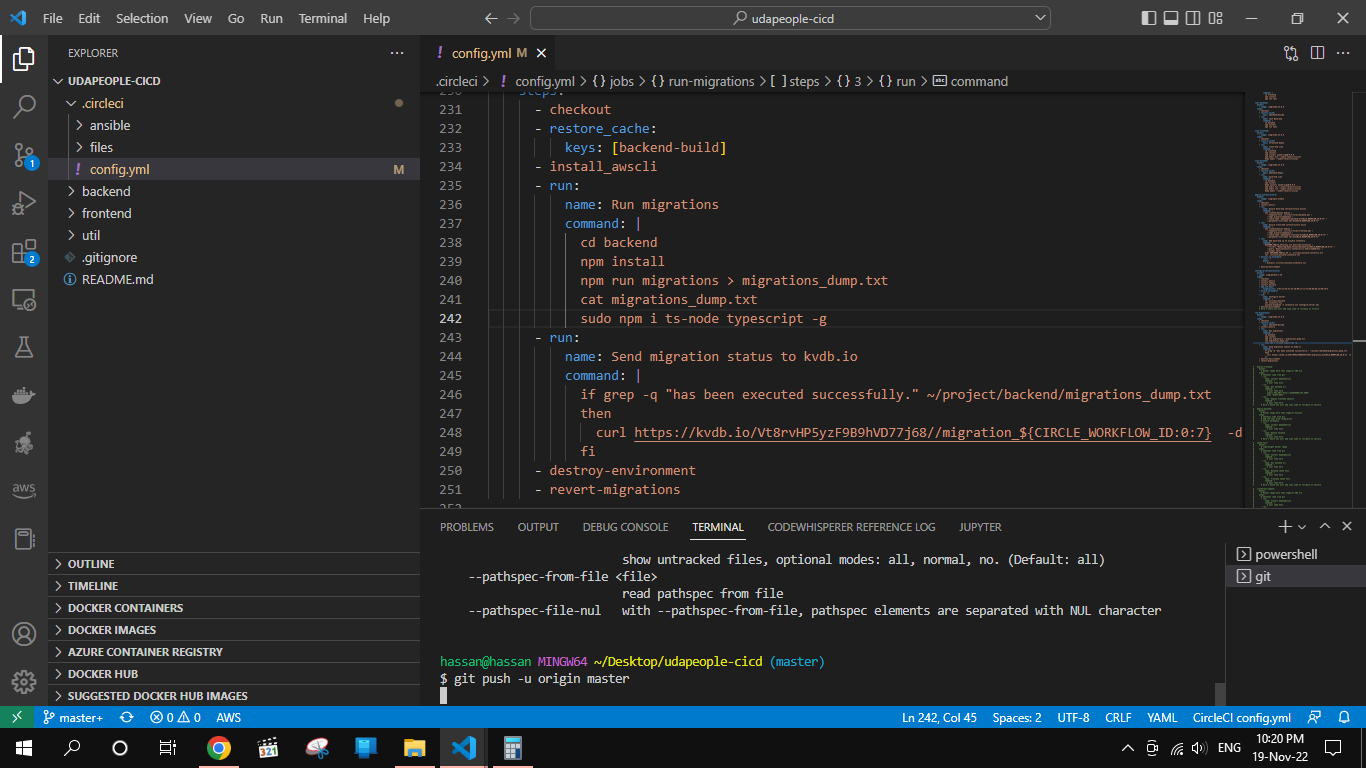 File Edit Selection View Go Run Terminal Help
udapeople-cicd
EXPLORER
UDAPEOPLE-CICD
.circleci
ansible
files
! config.yml M
backend
frontend
util
.gitignore
README.md
1
2
aws
OUTLINE
TIMELINE
DOCKER CONTAINERS
DOCKER IMAGES
AZURE CONTAINER REGISTRY
DOCKER HUB
SUGGESTED DOCKER HUB IMAGES
! config.yml M
.circleci > ! config.yml > {} jobs > {} run-migrations > [ ] steps > {} 3 > {} run > abc command
230 steps:
231 - checkout
232 - restore_cache:
233 keys: [backend-build]
234 - install_awscli
235 - run:
236 name: Run migrations
237 command: |
238 cd backend
239 npm install
240 npm run migrations > migrations_dump.txt
241 cat migrations_dump.txt
242 sudo npm i ts-node typescript -g
243 - run:
244 name: Send migration status to kvdb.io
245 command: |
246 if grep -q "has been executed successfully." ~/project/backend/migrations_dump.txt
247 then
248 curl https://kvdb.io/Vt8rvHP5yzF9B9hVD77j68//migration_${CIRCLE_WORKFLOW_ID:0:7} -d
249 fi
250 - destroy-environment
251 - revert-migrations
252
PROBLEMS OUTPUT DEBUG CONSOLE TERMINAL CODEWHISPERER REFERENCE LOG JUPYTER
show untracked files, optional modes: all, normal, no. (Default: all)
--pathspec-from-file <file>
read pathspec from file
--pathspec-file-nul with --pathspec-from-file, pathspec elements are separated with NUL character
hassan@hassan MINGW64 ~/Desktop/udapeople-cicd (master)
$ git push -u origin master
powershell
git
master+ 0 0 AWS
Ln 242, Col 45 Spaces: 2 UTF-8 CRLF YAML CircleCI config.yml
321
ENG
10:20 PM
19-Nov-22